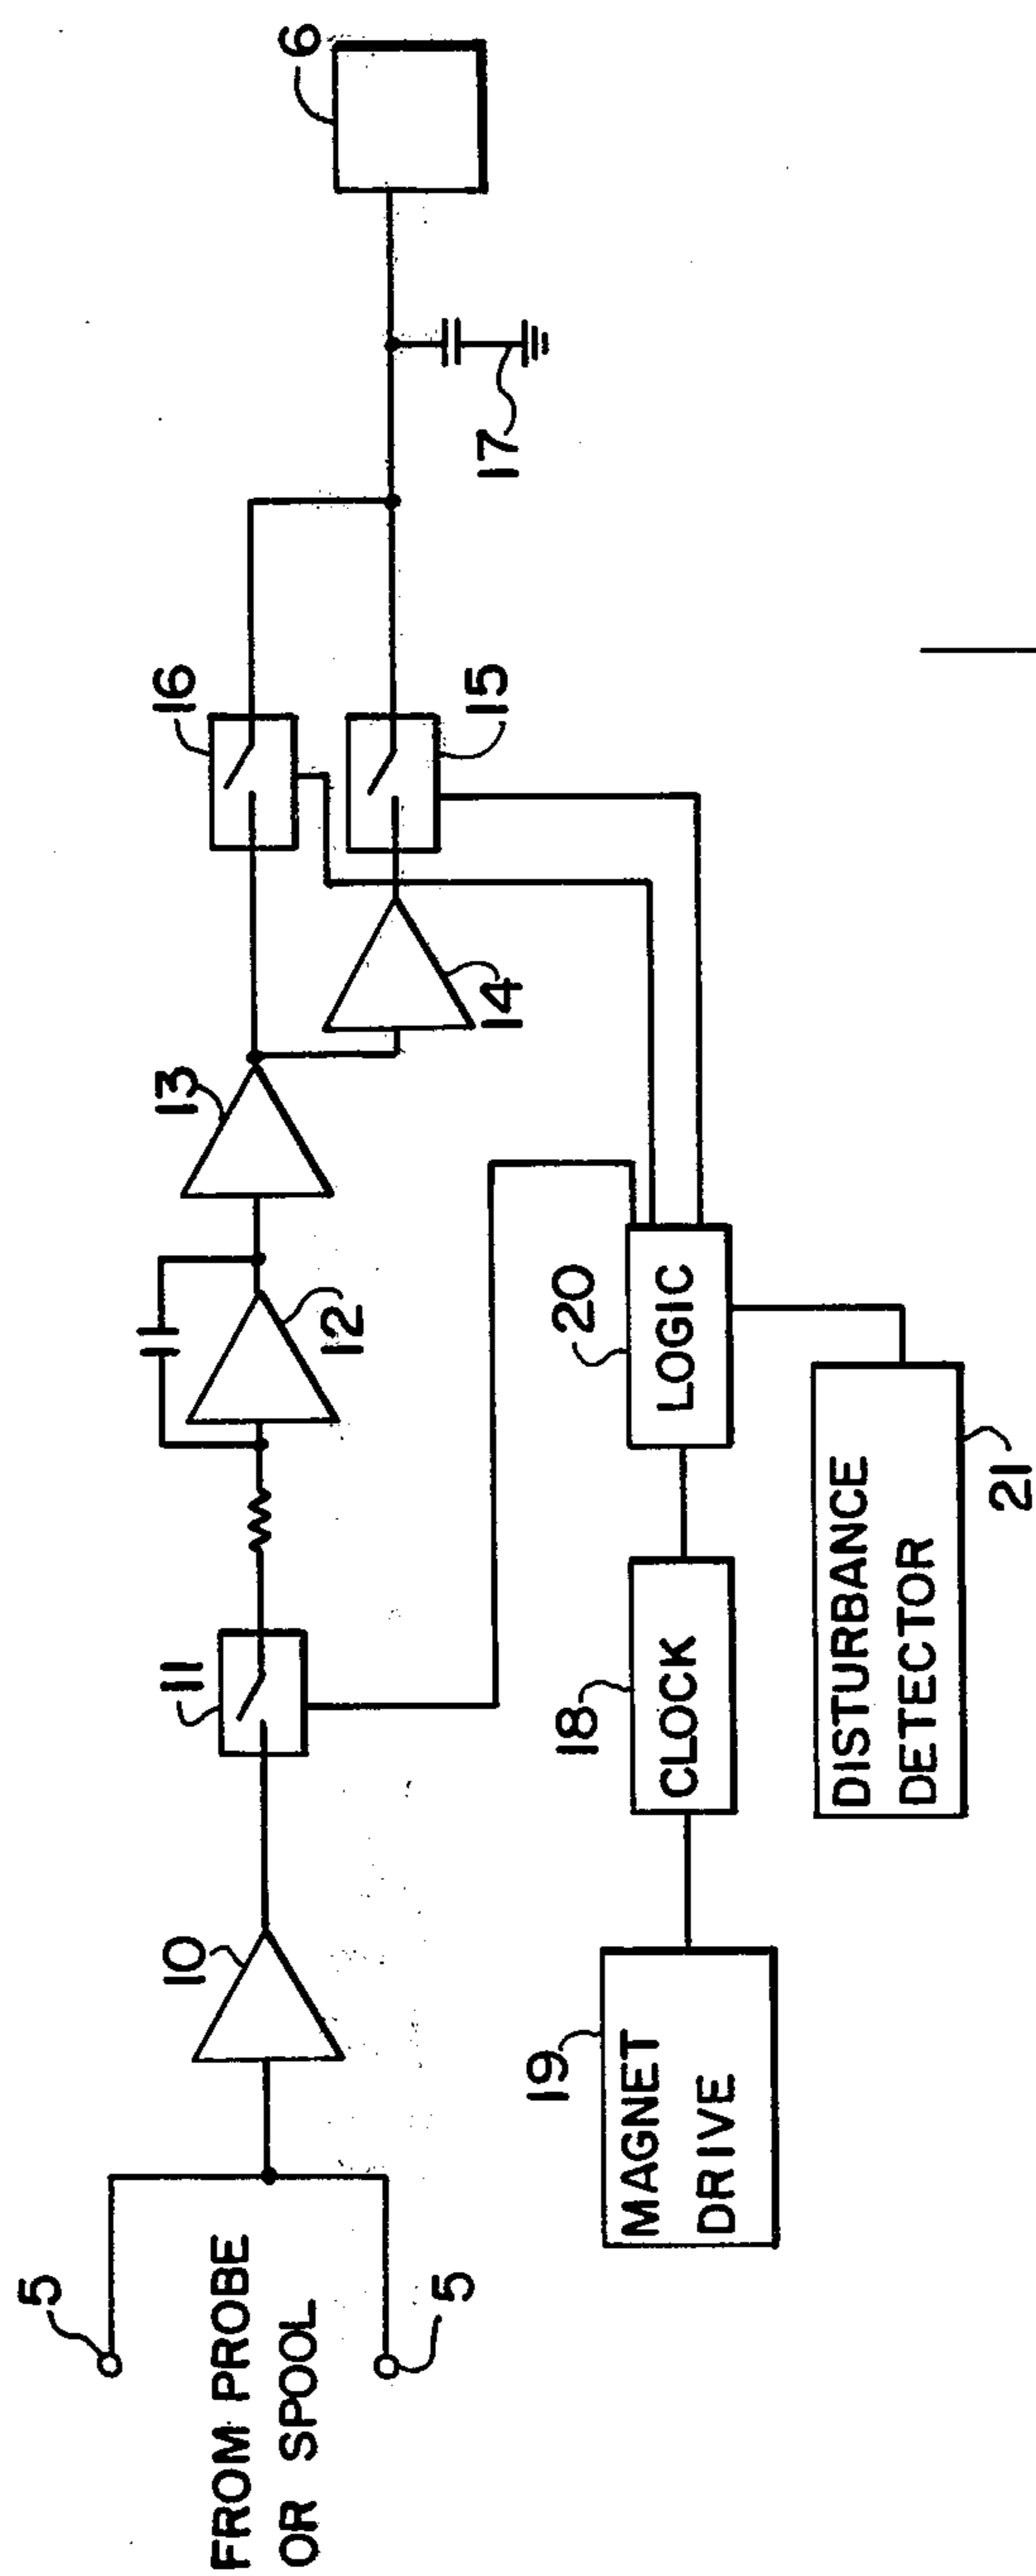 5
FROM PROBE
OR SPOOL
5
10
11
12
13
14
16
15
17
6
19
MAGNET
DRIVE
18
CLOCK
20
LOGIC
DISTURBANCE
DETECTOR
21